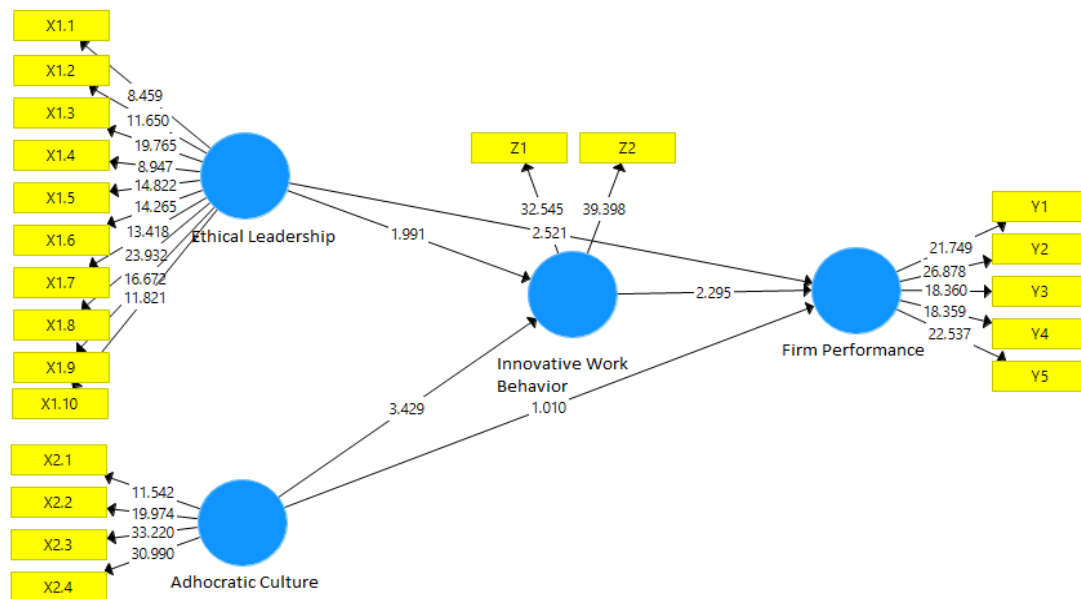 X1.1
X1.2
X1.3
X1.4
X1.5
X1.6
X1.7
X1.8
X1.9
X1.10
8.459
11.650
19.765
8.947
14.822
14.265
13.418
23.932
16.672
11.821
Ethical Leadership
Z1
Z2
32.545
39.398
2.521
1.991
2.295
Innovative Work
Behavior
Y1
Y2
Y3
Y4
Y5
21.749
26.878
18.360
18.359
22.537
Firm Performance
3.429
1.010
X2.1
X2.2
X2.3
X2.4
11.542
19.974
33.220
30.990
Adhocratic Culture